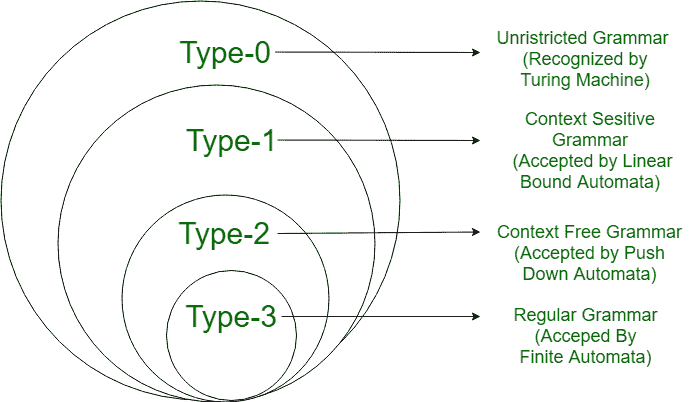 Type-0
Unristricted Grammar
(Recognized by
Turing Machine)
Type-1
Context Sesitive
Grammar
(Accepted by Linear
Bound Automata)
Type-2
Context Free Grammar
(Accepted by Push
Down Automata)
Type-3
Regular Grammar
(Acceped By
Finite Automata)